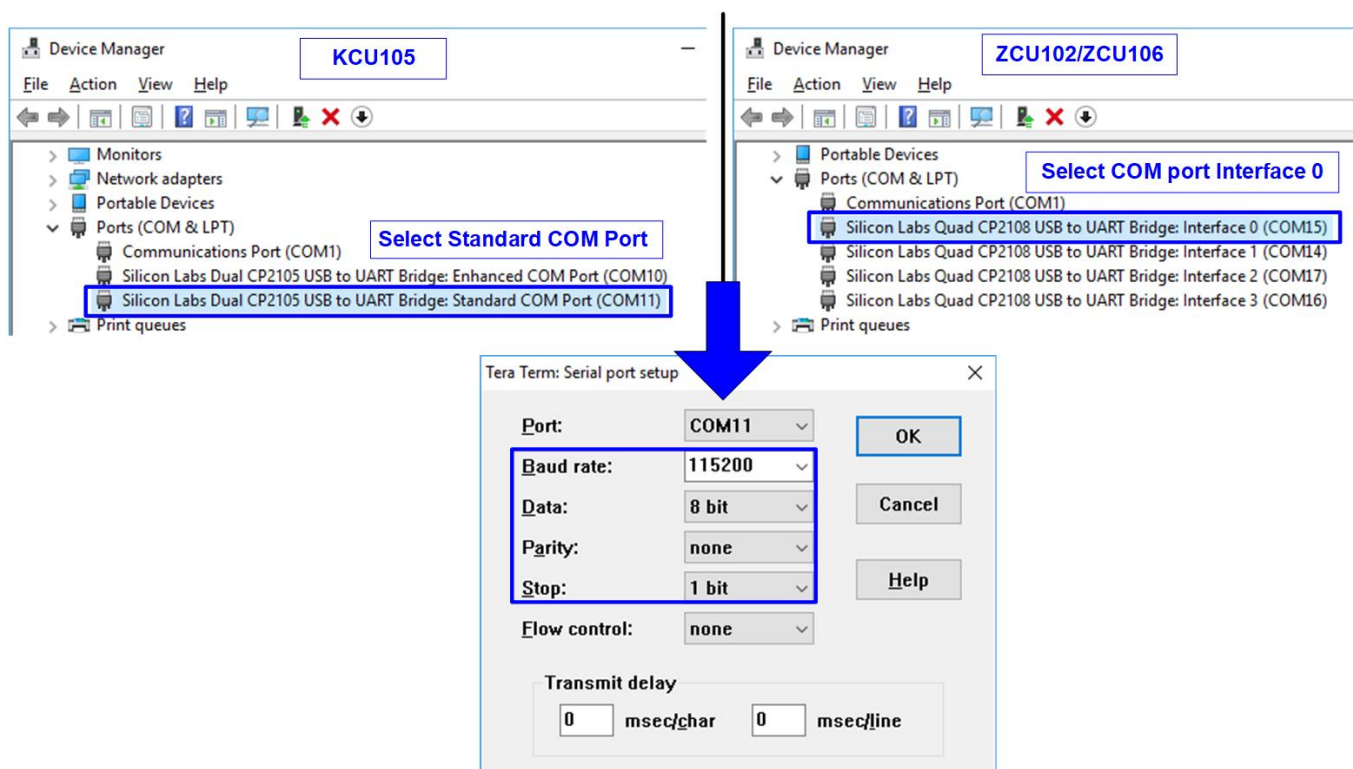 Device Manager
KCU105
File Action View Help
Monitors
Network adapters
Portable Devices
Ports (COM & LPT)
Select Standard COM Port
Communications Port (COM1)
Silicon Labs Dual CP2105 USB to UART Bridge: Enhanced COM Port (COM10)
Silicon Labs Dual CP2105 USB to UART Bridge: Standard COM Port (COM11)
Print queues
Device Manager
ZCU102/ZCU106
File Action View Help
Portable Devices
Select COM port Interface 0
Ports (COM & LPT)
Communications Port (COM1)
Silicon Labs Quad CP2108 USB to UART Bridge: Interface 0 (COM15)
Silicon Labs Quad CP2108 USB to UART Bridge: Interface 1 (COM14)
Silicon Labs Quad CP2108 USB to UART Bridge: Interface 2 (COM17)
Silicon Labs Quad CP2108 USB to UART Bridge: Interface 3 (COM16)
Print queues
Tera Term: Serial port setup
Port: COM11
OK
Baud rate: 115200
Data: 8 bit
Cancel
Parity: none
Stop: 1 bit
Help
Flow control: none
Transmit delay
0 msec/char 0 msec/line